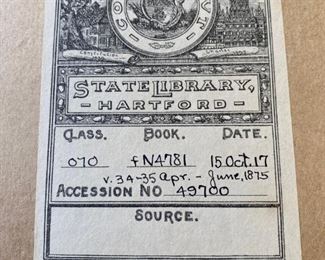 STATE LIBRARY,
- HARTFORD -
CLASS. BOOK. DATE.
070 fN4781 15 Oct. 17
v. 34-35 Apr. - June, 1875
ACCESSION NO 49700
SOURCE.